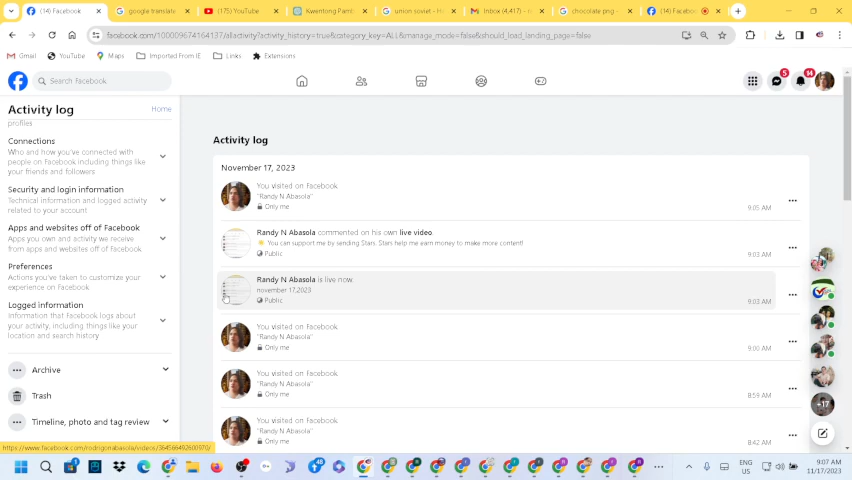 (14) Facebook
google translate
(175) YouTube
Kwentong Pamb
union soviet -
Inbox (4,417) - r
chocolate png -
(14) Facebook
facebook.com/100009674164137/allactivity?activity_history=true&category_key=ALL&manage_mode=false&should_load_landing_page=false
Gmail
YouTube
Maps
Imported From IE
Links
Extensions
Search Facebook
5
14
Activity log
Home
profiles
Connections
Who and how you've connected with
people on Facebook including things like
your friends and followers
Security and login information
Technical information and logged activity
related to your account
Apps and websites off of Facebook
Apps you own and activity we receive
from apps and websites off of Facebook.
Preferences
Actions you've taken to customize your
experience on Facebook
Logged information
Information that Facebook logs about
your activity, including things like your
location and search history
Archive
Trash
Timeline, photo and tag review
Activity log
November 17, 2023
You visited on Facebook.
"Randy N Abasola"
Only me
9:05 AM
Randy N Abasola commented on his own live video.
You can support me by sending Stars. Stars help me earn money to make more content!
Public
9:03 AM
Randy N Abasola is live now.
november 17,2023
Public
9:03 AM
You visited on Facebook.
"Randy N Abasola"
Only me
9:00 AM
You visited on Facebook.
"Randy N Abasola"
Only me
8:59 AM
You visited on Facebook.
"Randy N Abasola"
Only me
8:42 AM
+17
https://www.facebook.com/rodrigonabasola/videos/364566492600970/
ENG
US
9:07 AM
11/17/2023